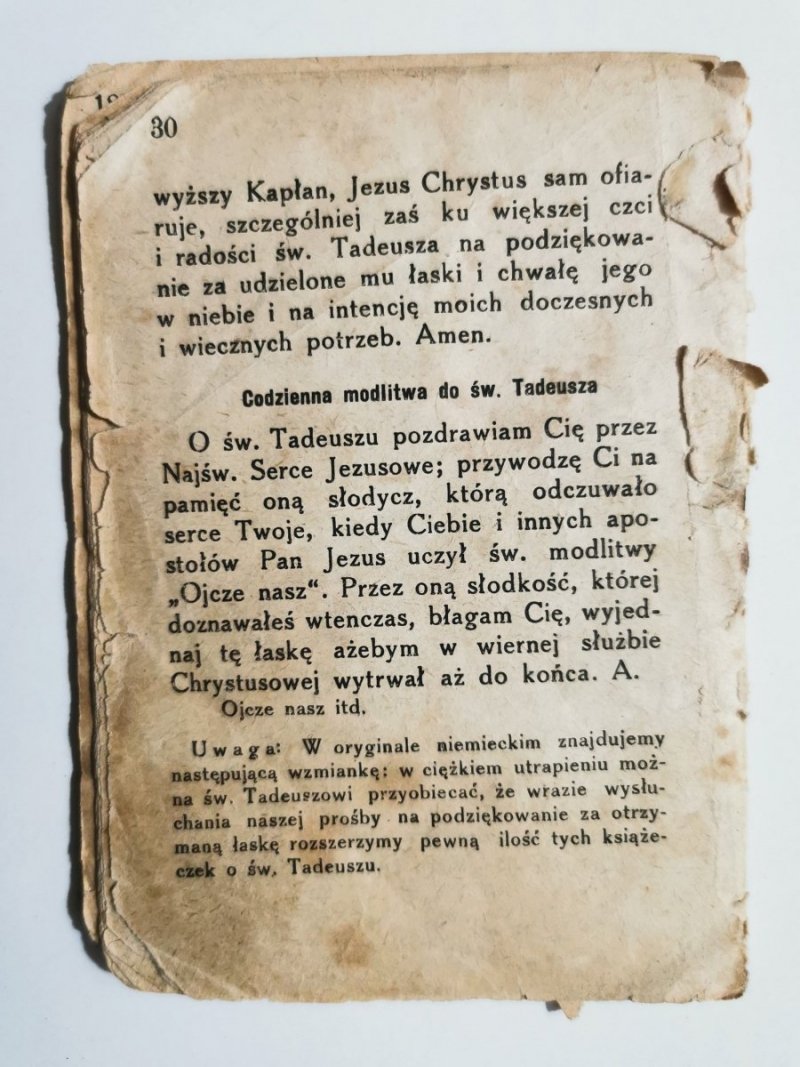 30
wyższy Kapłan, Jezus Chrystus sam ofia-
ruje, szczególniej zaś ku większej czci
i radości św. Tadeusza na podziękowa-
nie za udzielone mu łaski i chwałę jego
w niebie i na intencję moich doczesnych
i wiecznych potrzeb. Amen.
Codzienna modlitwa do św. Tadeusza
O św. Tadeuszu pozdrawiam Cię przez
Najśw. Serce Jezusowe; przywodzę Ci na
pamięć oną słodycz, którą odczuwało
serce Twoje, kiedy Ciebie i innych apo-
stołów Pan Jezus uczył św. modlitwy
„Ojcze nasz“. Przez oną słodkość, której
doznawałeś wtenczas, błagam Cię, wyjed-
naj tę łaskę ażebym w wiernej służbie
Chrystusowej wytrwał aż do końca. A.
Ojcze nasz itd.
Uwaga: W oryginale niemieckim znajdujemy
następującą wzmiankę: w ciężkiem utrapieniu moż-
na św. Tadeuszowi przyobiecać, że wrazie wysłu-
chania naszej prośby na podziękowanie za otrzy-
maną łaskę rozszerzymy pewną ilość tych książe-
czek o św. Tadeuszu.